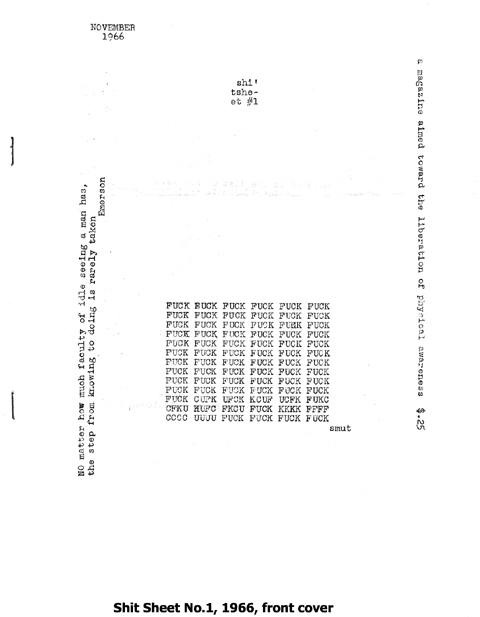 NOVEMBER
1966
shi'
tshe-
et #1
a magazine aimed toward the liberation of physical awareness $.25
NO matter how much faculty of idle seeing a man has,
the step from knowing to doing is rarely taken
Emerson
FUCK SUCK FUCK FUCK FUCK FUCK
FUCK FUCK FUCK FUCK FUCK FUCK
FUCK FUCK FUCK FUCK FUKK FUCK
FUCK FUCK FUCK FUCK FUCK FUCK
FUCK FUCK FUCK FUCK FUCK FUCK
FUCK FUCK FUCK FUCK FUCK FUCK
FUCK FUCK FUCK FUCK FUCK FUCK
FUCK FUCK FUCK FUCK FUCK FUCK
FUCK FUCK FUCK FUCK FUCK FUCK
FUCK FUCK FUCK FUCK FUCK FUCK
FUCK CUFK UFCK KCUF UCFK FUKC
CFKU KUFC FKCU FUCK KKKK FFFF
CCCC UUUU FUCK FUCK FUCK FUCK
smut
Shit Sheet No.1, 1966, front cover